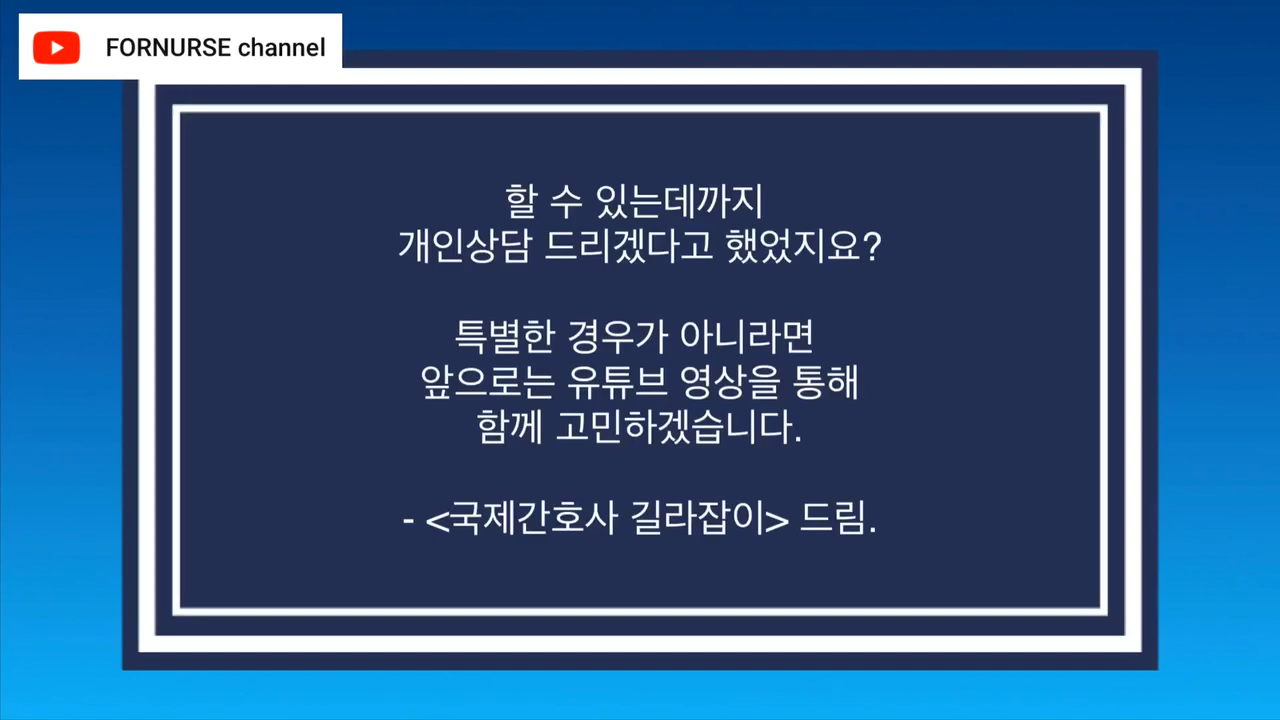 FORNURSE channel
할 수 있는데까지
개인상담 드리겠다고 했었지요?
특별한 경우가 아니라면
앞으로는 유튜브 영상을 통해
함께 고민하겠습니다.
- <국제간호사 길라잡이> 드림.